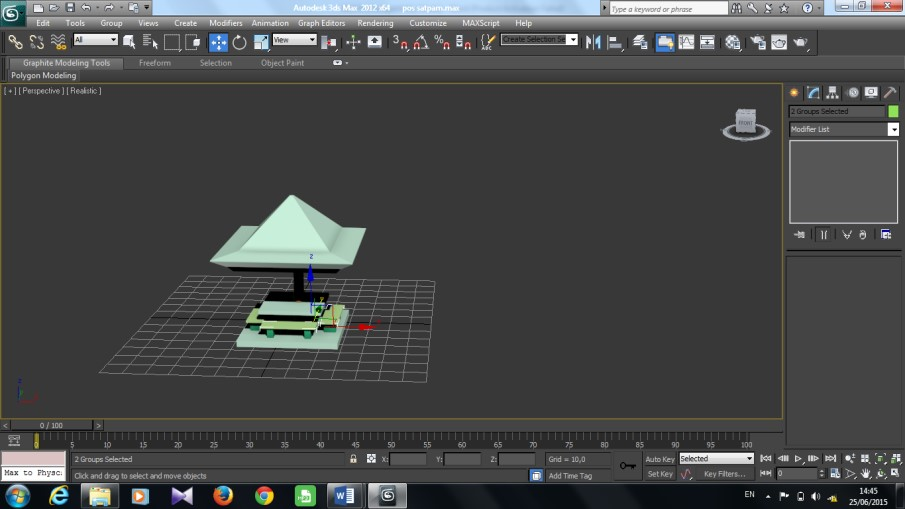 Autodesk 3ds Max 2012 x64 pos satpam.max
Type a keyword or phrase
Edit Tools Group Views Create Modifiers Animation Graph Editors Rendering Customize MAXScript Help
All View 3 Create Selection Se
Graphite Modeling Tools Freeform Selection Object Paint
Polygon Modeling
[ + ] [ Perspective ] [ Realistic ]
FRONT
2 Groups Selected
Modifier List
z
0 / 100
0 5 10 15 20 25 30 35 40 45 50 55 60 65 70 75 80 85 90 95 100
2 Groups Selected X: Y: Z: Grid = 10,0 Auto Key Selected
Max to Physc: Click and drag to select and move objects Add Time Tag Set Key Key Filters... 0
EN 14:45
25/06/2015